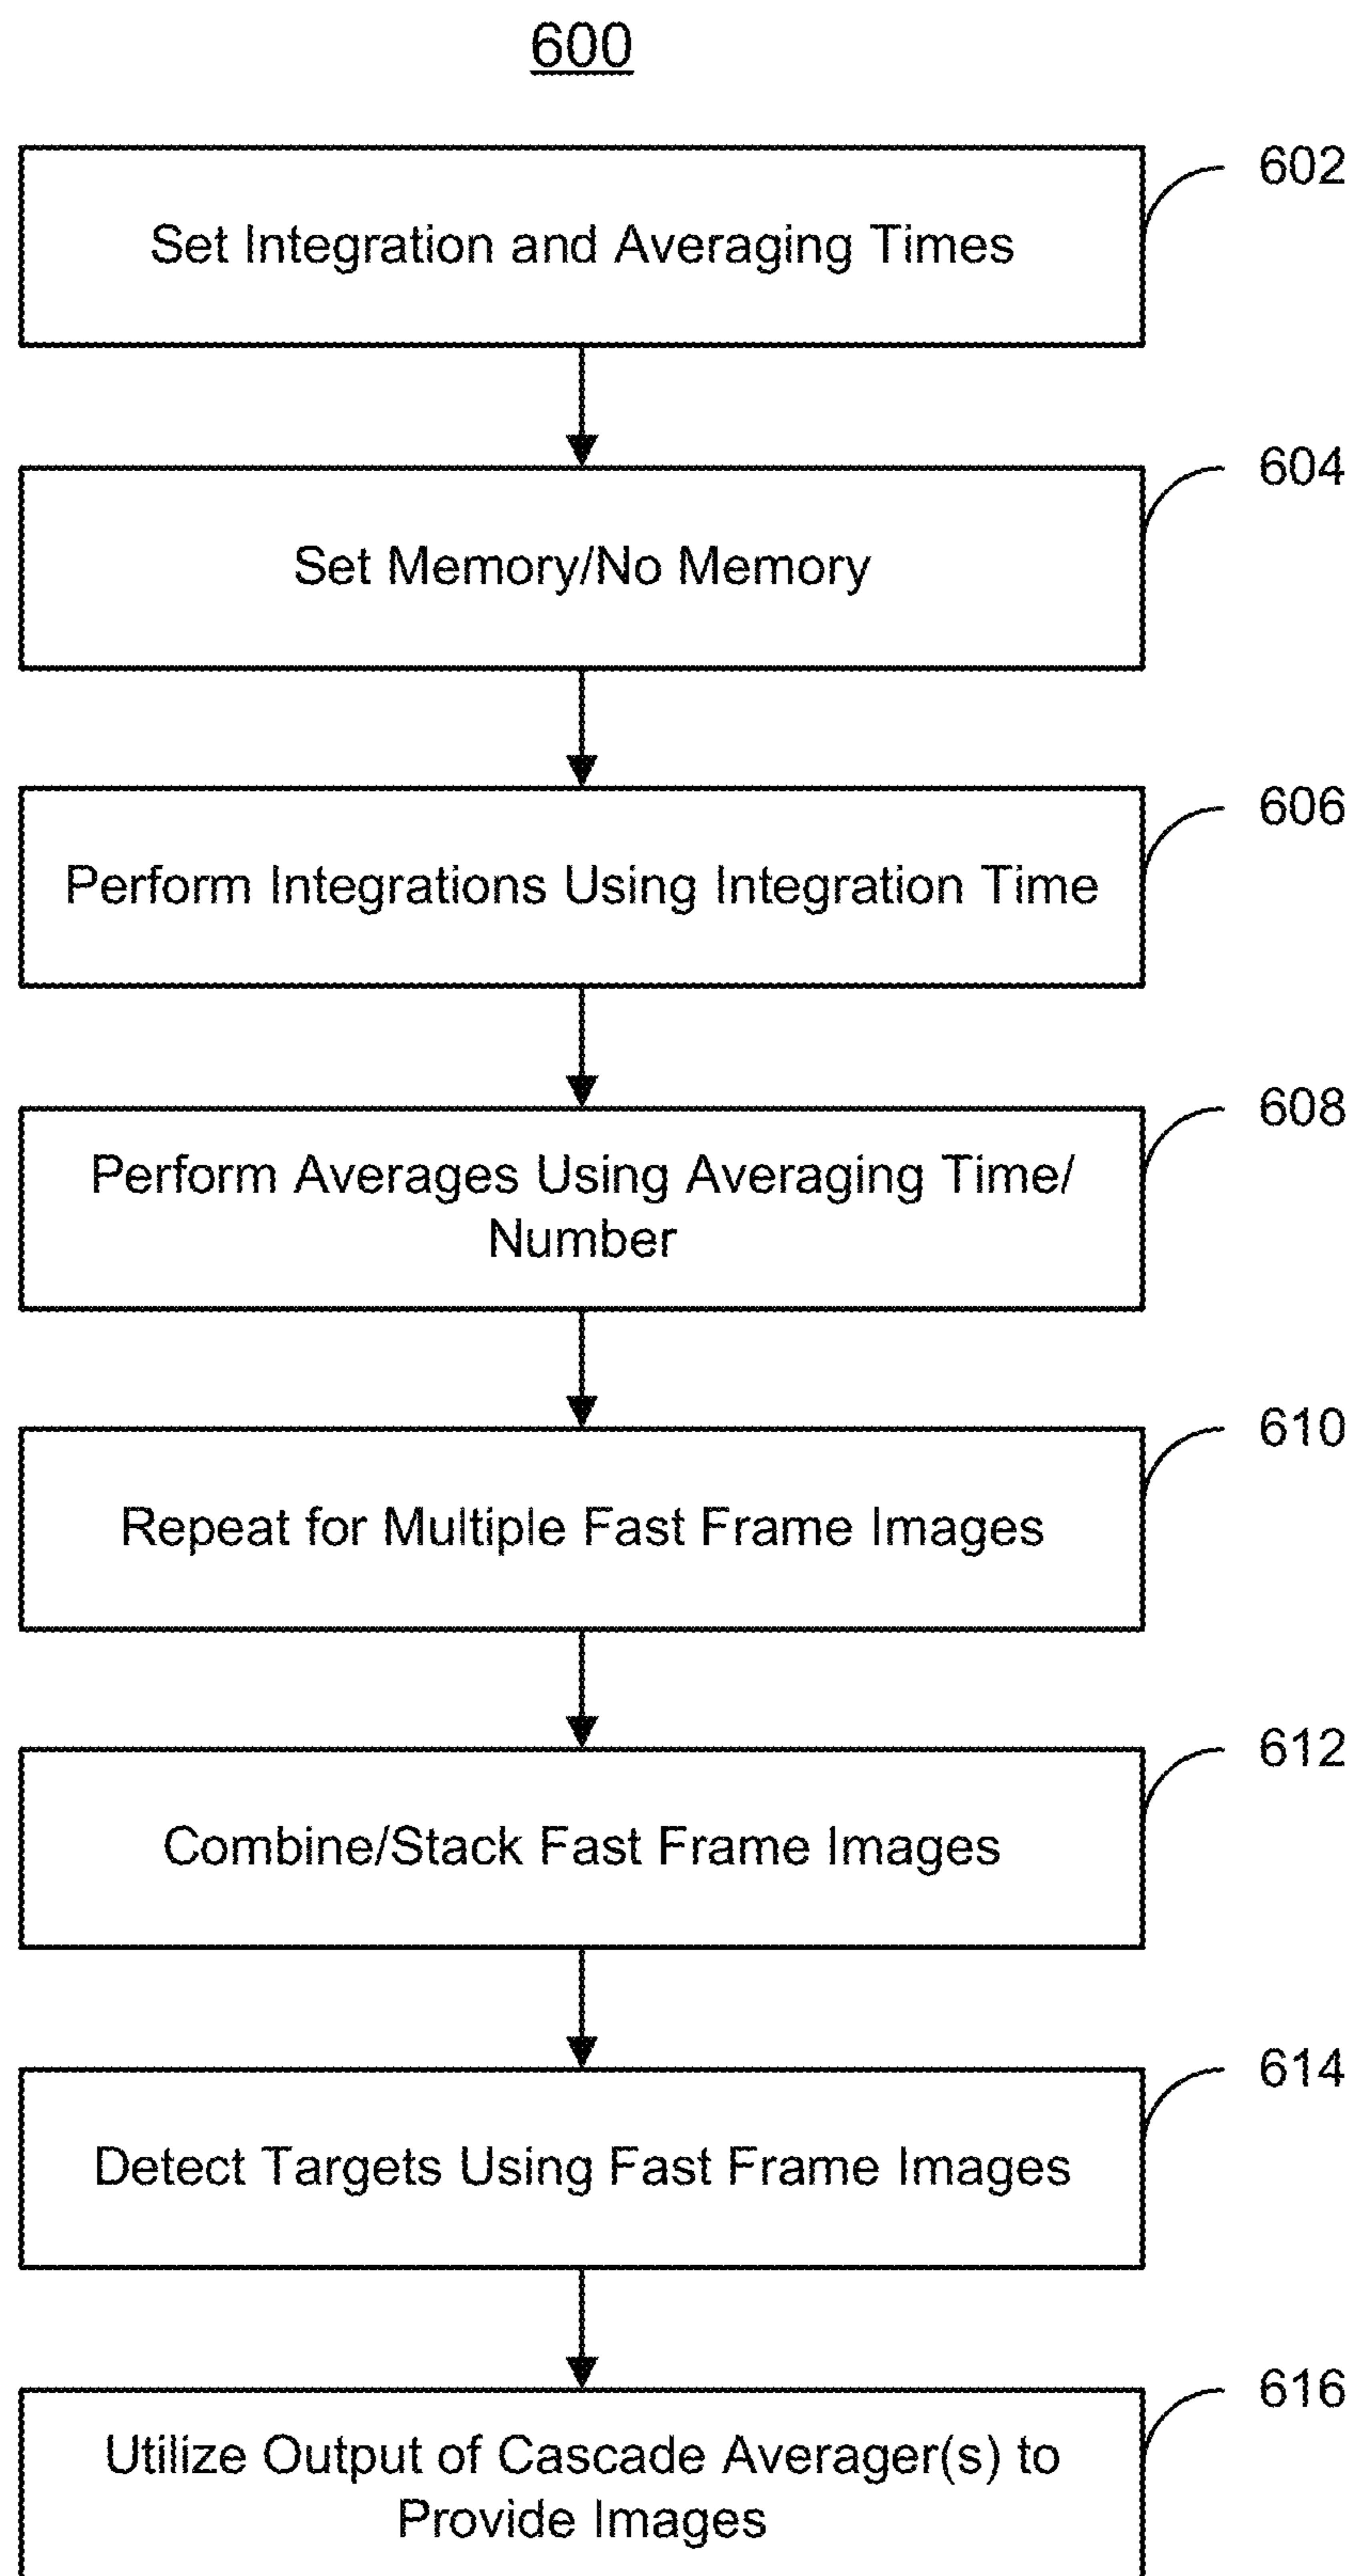 600
602
Set Integration and Averaging Times
604
Set Memory/No Memory
606
Perform Integrations Using Integration Time
608
Perform Averages Using Averaging Time/
Number
610
Repeat for Multiple Fast Frame Images
612
Combine/Stack Fast Frame Images
614
Detect Targets Using Fast Frame Images
616
Utilize Output of Cascade Averager(s) to
Provide Images